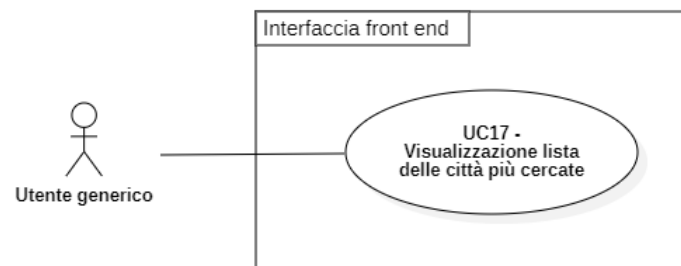 Interfaccia front end
UC17 -
Visualizzazione lista
delle città più cercate
Utente generico